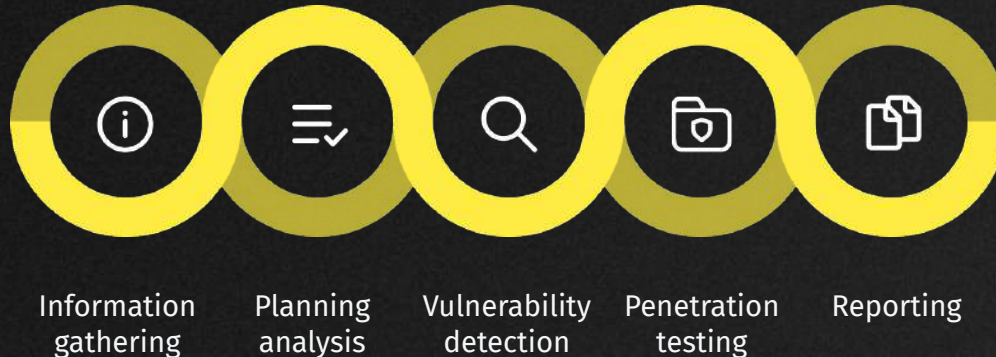 Information
gathering
Planning
analysis
Vulnerability
detection
Penetration
testing
Reporting